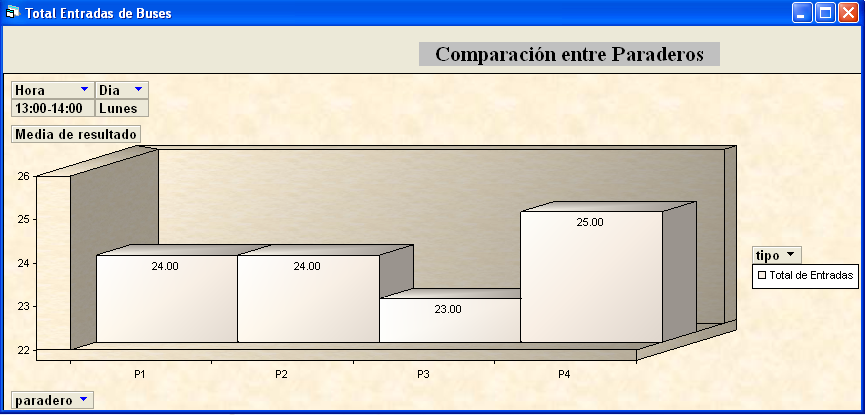 Total Entradas de Buses
Comparación entre Paraderos
Hora Dia
13:00-14:00 Lunes
Media de resultado
26
25
24
23
22
24.00 24.00 23.00 25.00
P1 P2 P3 P4
tipo
Total de Entradas
paradero